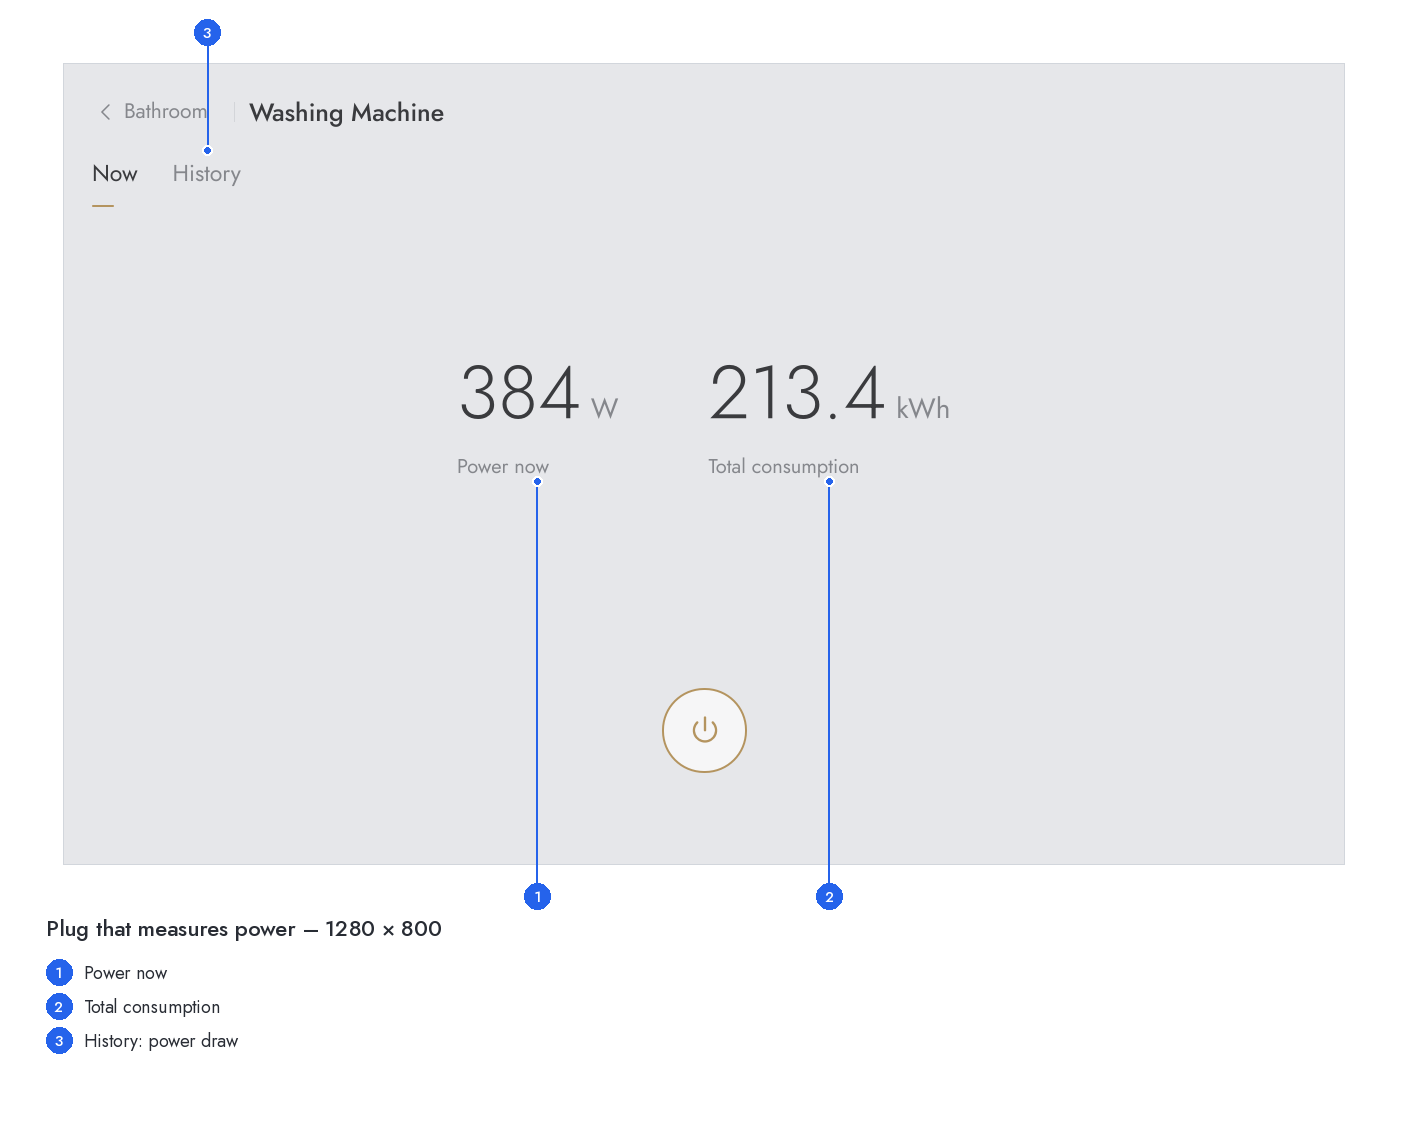 3
Bathroom
Washing Machine
Now
History
384 W
213.4 kWh
Power now
Total consumption
1
2
Plug that measures power – 1280 × 800
1 Power now
2 Total consumption
3 History: power draw